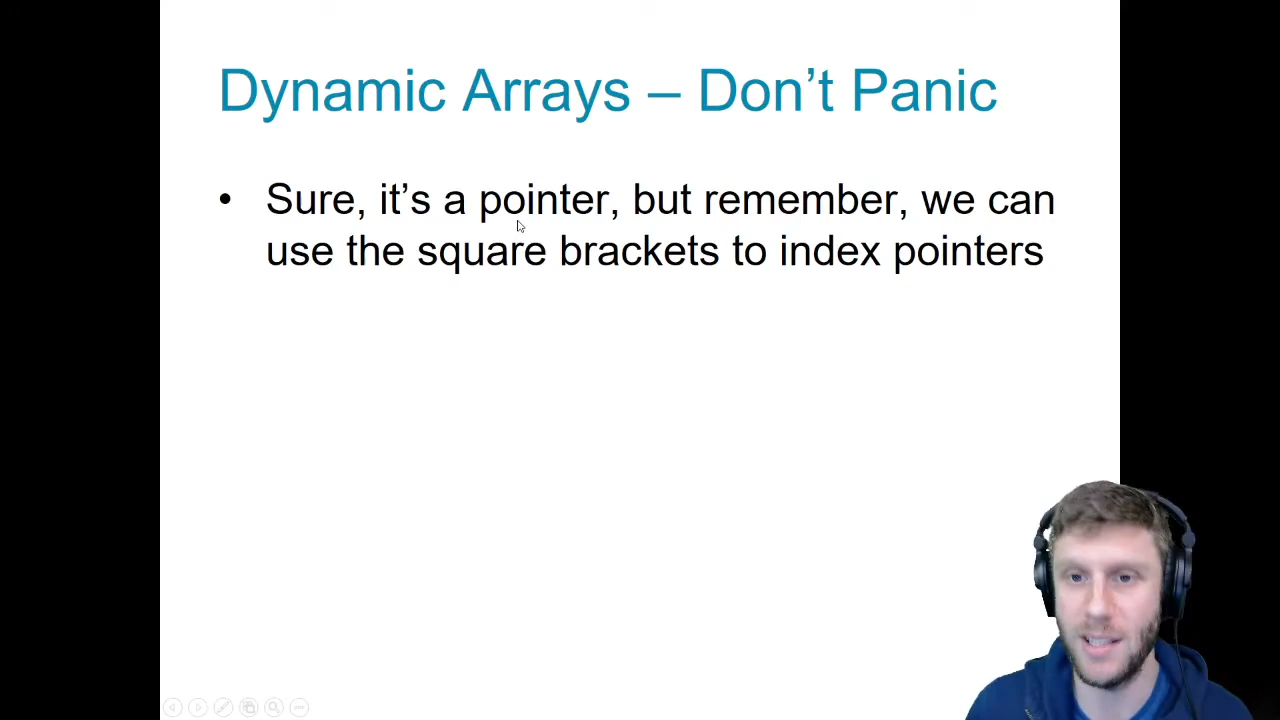 Dynamic Arrays – Don’t Panic
• Sure, it’s a pointer, but remember, we can
use the square brackets to index pointers